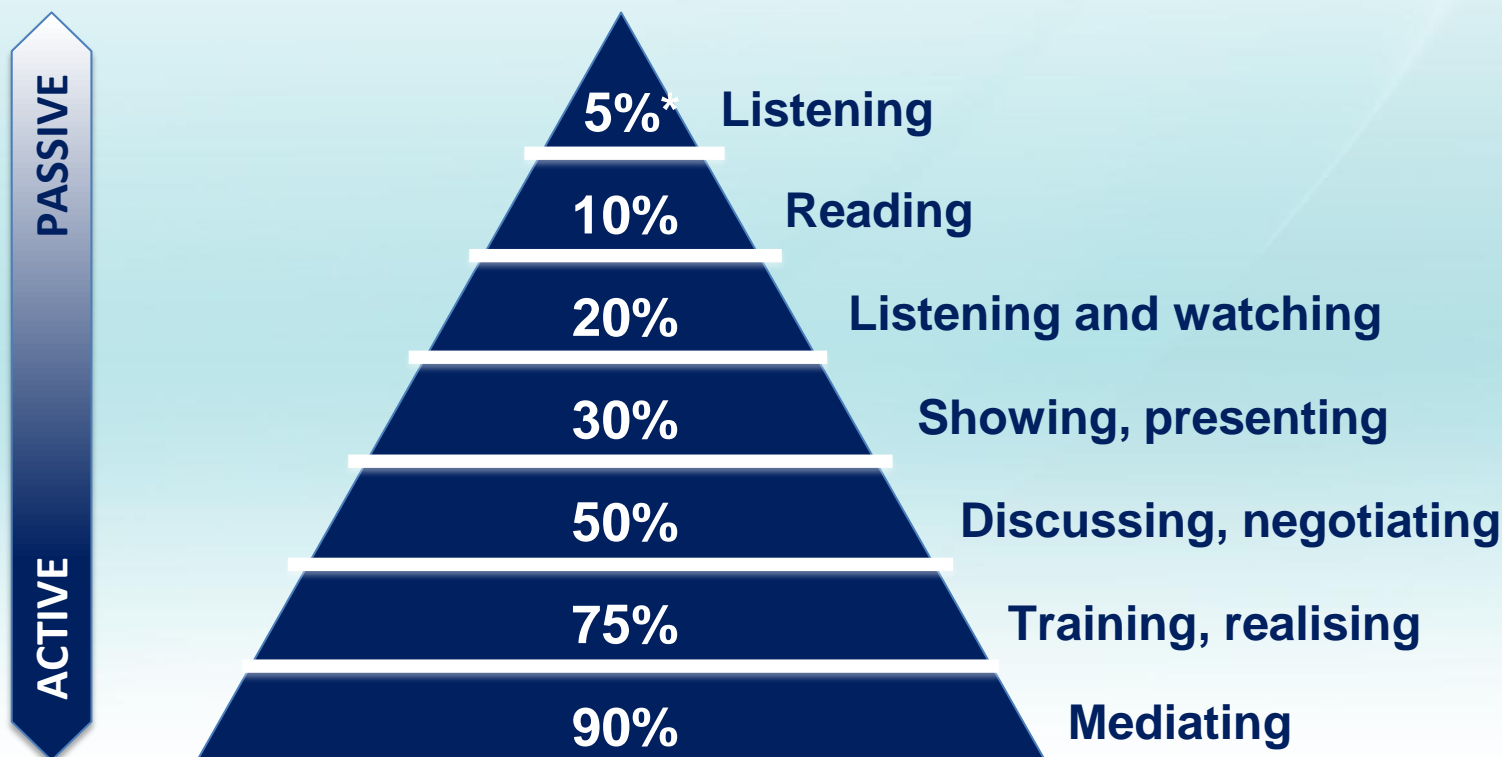 PASSIVE
ACTIVE
5%* Listening
10% Reading
20% Listening and watching
30% Showing, presenting
50% Discussing, negotiating
75% Training, realising
90% Mediating